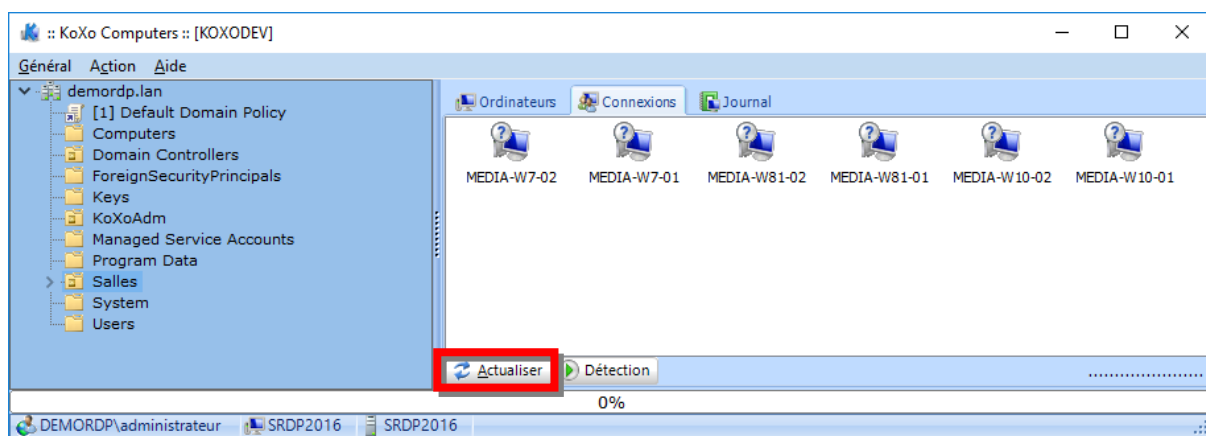 :: KoXo Computers :: [KOXODEV]
Général Action Aide
demordp.lan
[1] Default Domain Policy
Computers
Domain Controllers
ForeignSecurityPrincipals
Keys
KoXoAdm
Managed Service Accounts
Program Data
Salles
System
Users
Ordinateurs Connexions Journal
MEDIA-W7-02 MEDIA-W7-01 MEDIA-W81-02 MEDIA-W81-01 MEDIA-W10-02 MEDIA-W10-01
Actualiser Détection
0%
DEMORDP\administrateur SRDP2016 SRDP2016